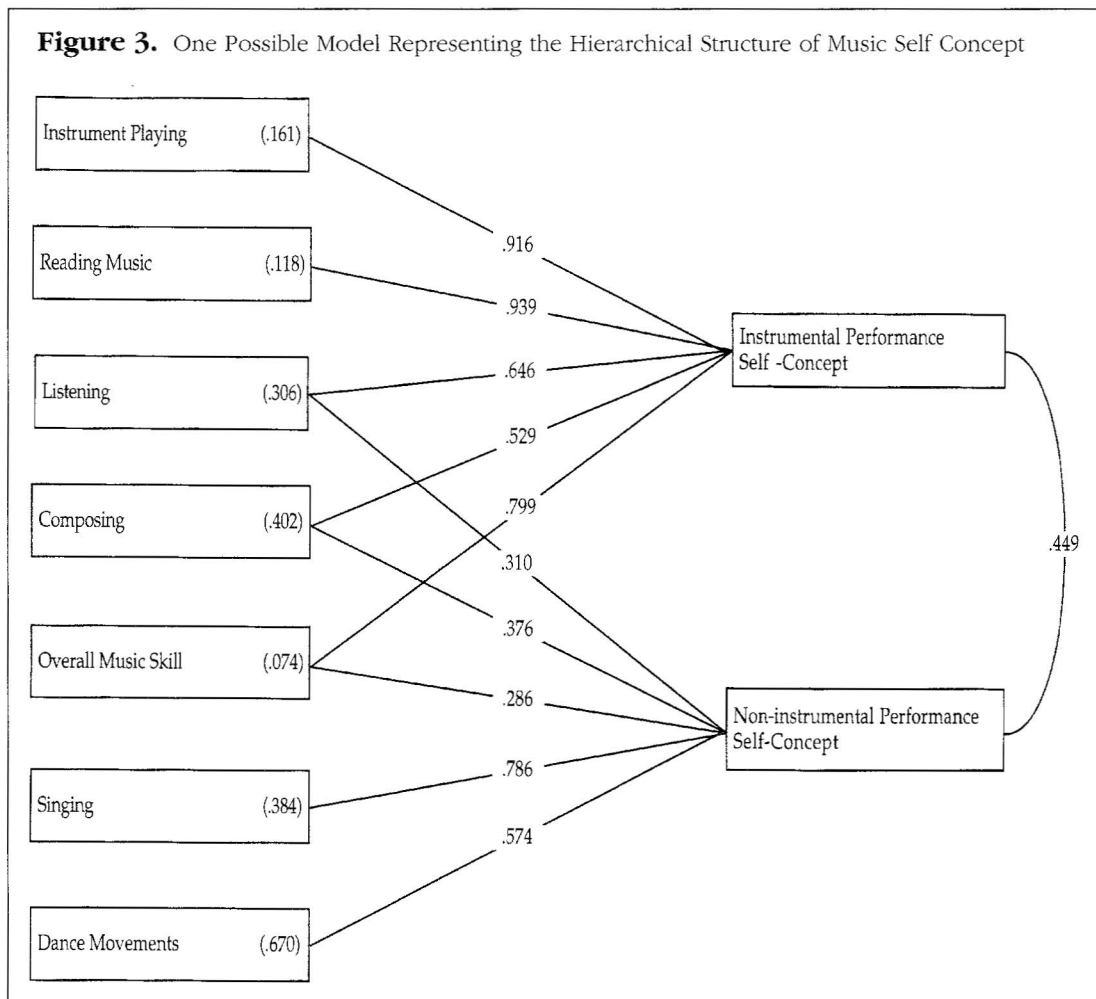 Figure 3. One Possible Model Representing the Hierarchical Structure of Music Self Concept
Instrument Playing (.161)
.916
Reading Music (.118)
.939
Instrumental Performance
Self -Concept
Listening (.306)
.646
.529
Composing (.402)
.799
.449
.310
.376
Overall Music Skill (.074)
.286
Non-instrumental Performance
Self-Concept
.786
Singing (.384)
.574
Dance Movements (.670)